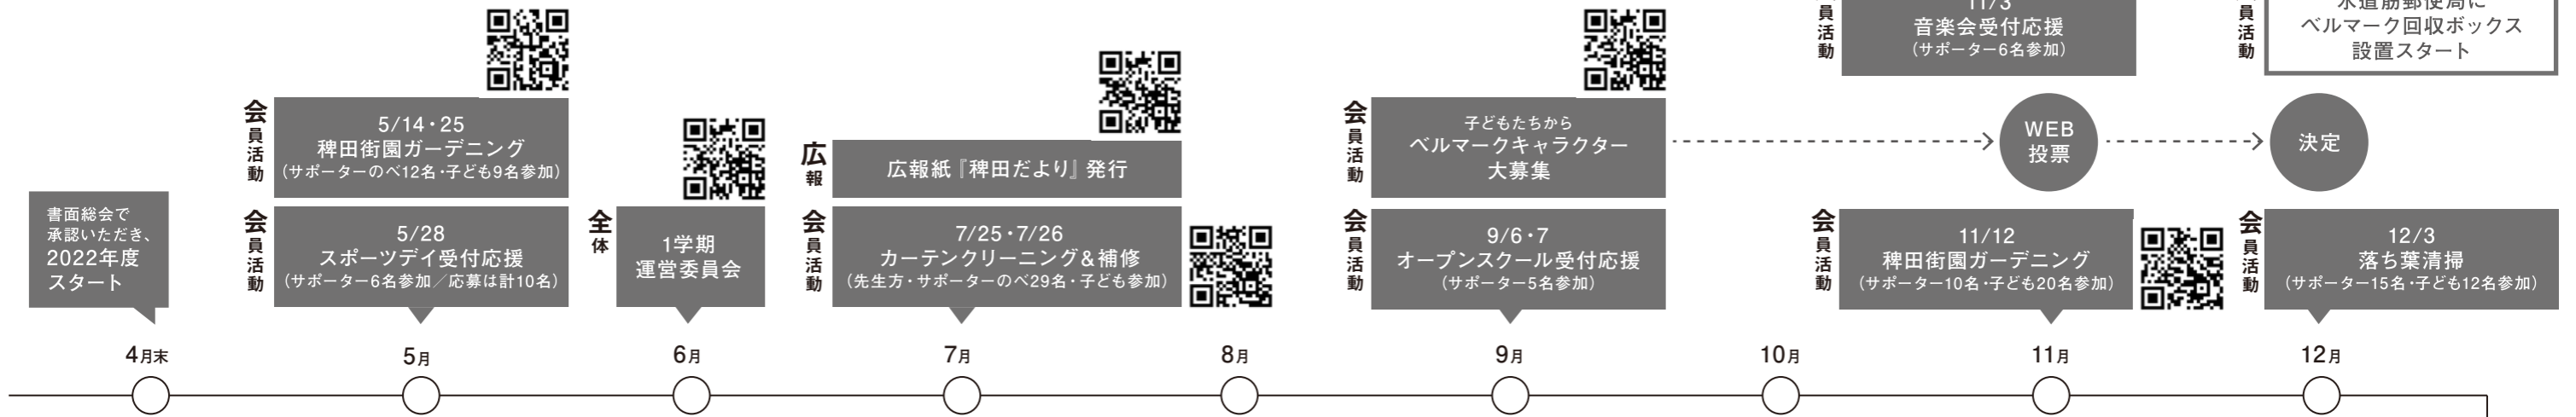 書面総会で
承認いただき、
2022年度
スタート
4月末
会員活動
5/14・25
稗田街園ガーデニング
(サポーターのべ12名・子ども9名参加)
会員活動
5/28
スポーツデイ受付応援
(サポーター6名参加／応募は計10名)
5月
全体
1学期
運営委員会
6月
広報
広報紙『稗田だより』発行
会員活動
7/25・7/26
カーテンクリーニング&補修
(先生方・サポーターのべ29名・子ども参加)
7月
8月
会員活動
子どもたちから
ベルマークキャラクター
大募集
会員活動
9/6・7
オープンスクール受付応援
(サポーター5名参加)
9月
10月
員活動
11/3
音楽会受付応援
(サポーター6名参加)
WEB
投票
会員活動
11/12
稗田街園ガーデニング
(サポーター10名・子ども20名参加)
11月
員活動
水道筋郵便局に
ベルマーク回収ボックス
設置スタート
決定
会員活動
12/3
落ち葉清掃
(サポーター15名・子ども12名参加)
12月